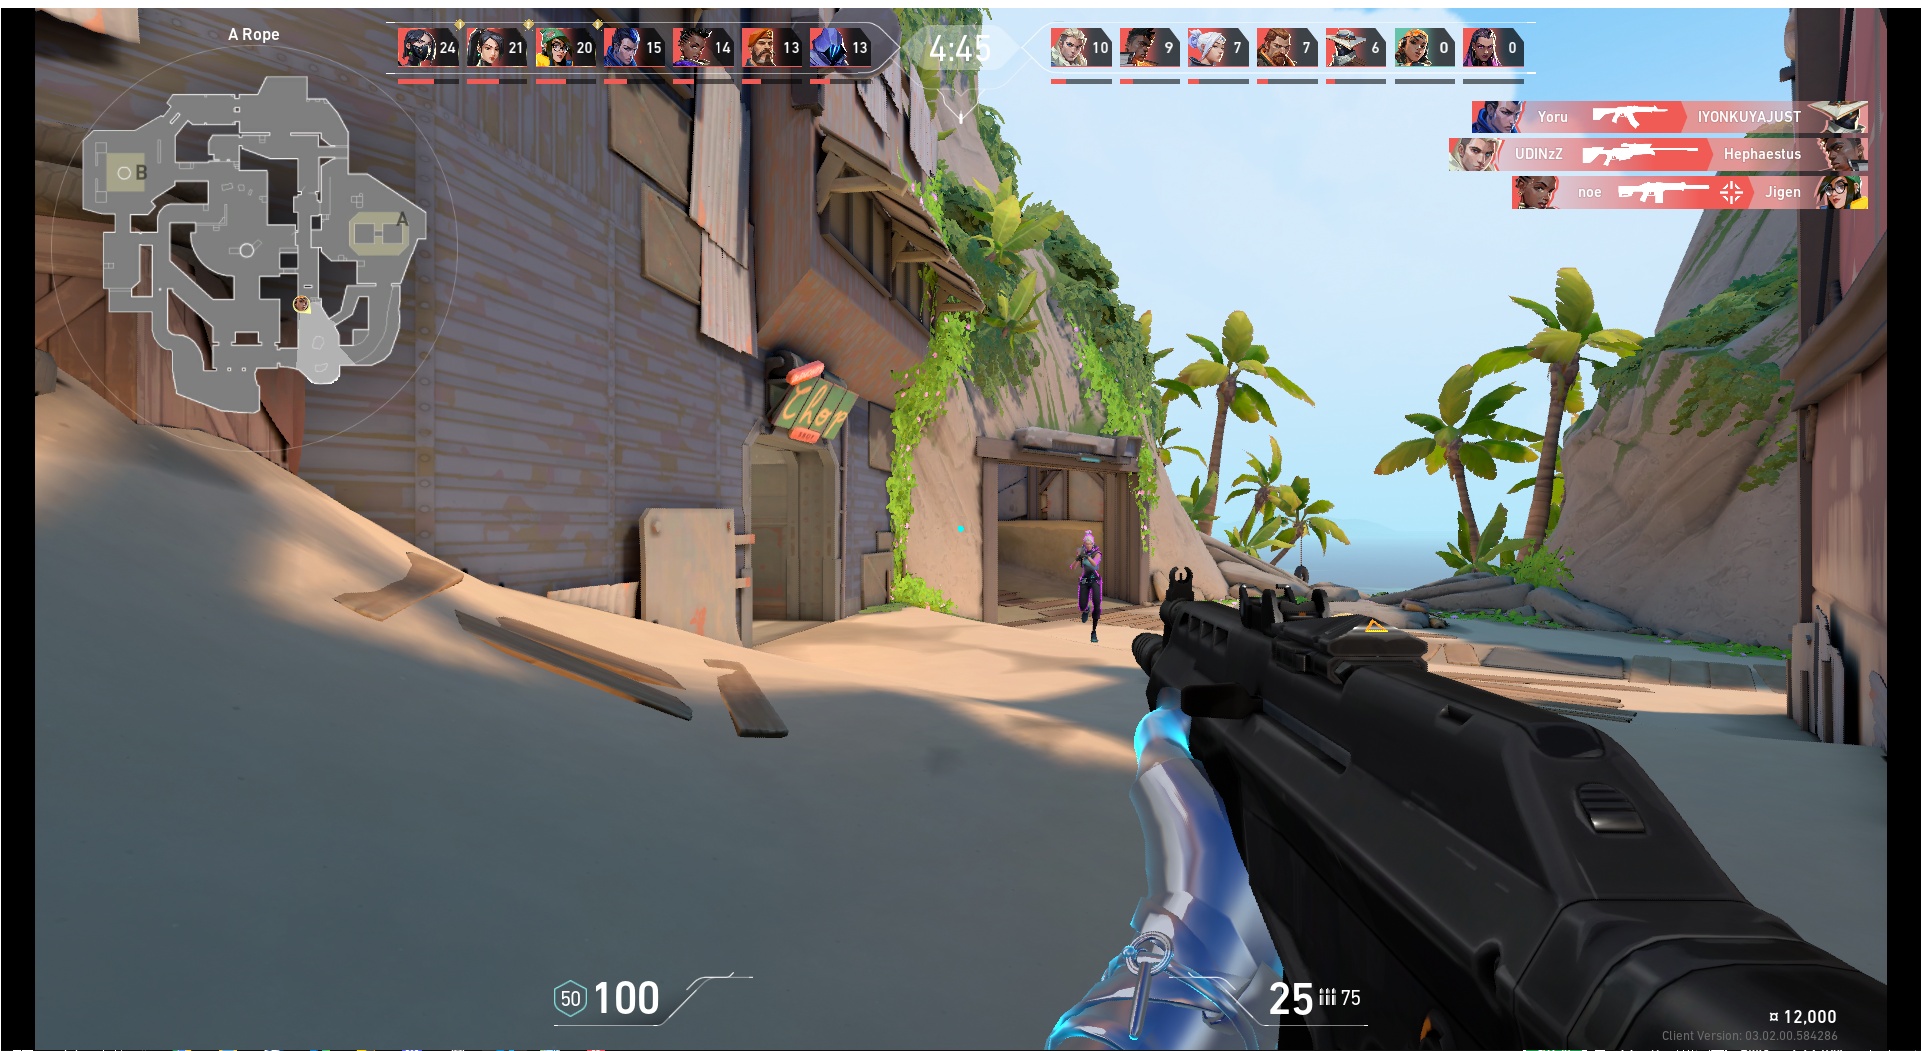 A Rope
24 21 20 15 14 13 13 4:45 10 9 7 7 6 0 0
Yoru IYONKUYAJUST
UDINzZ Hephaestus
noe Jigen
B
A
Chop
50 100
25 75
¤ 12,000
Client Version: 03.02.00.584286